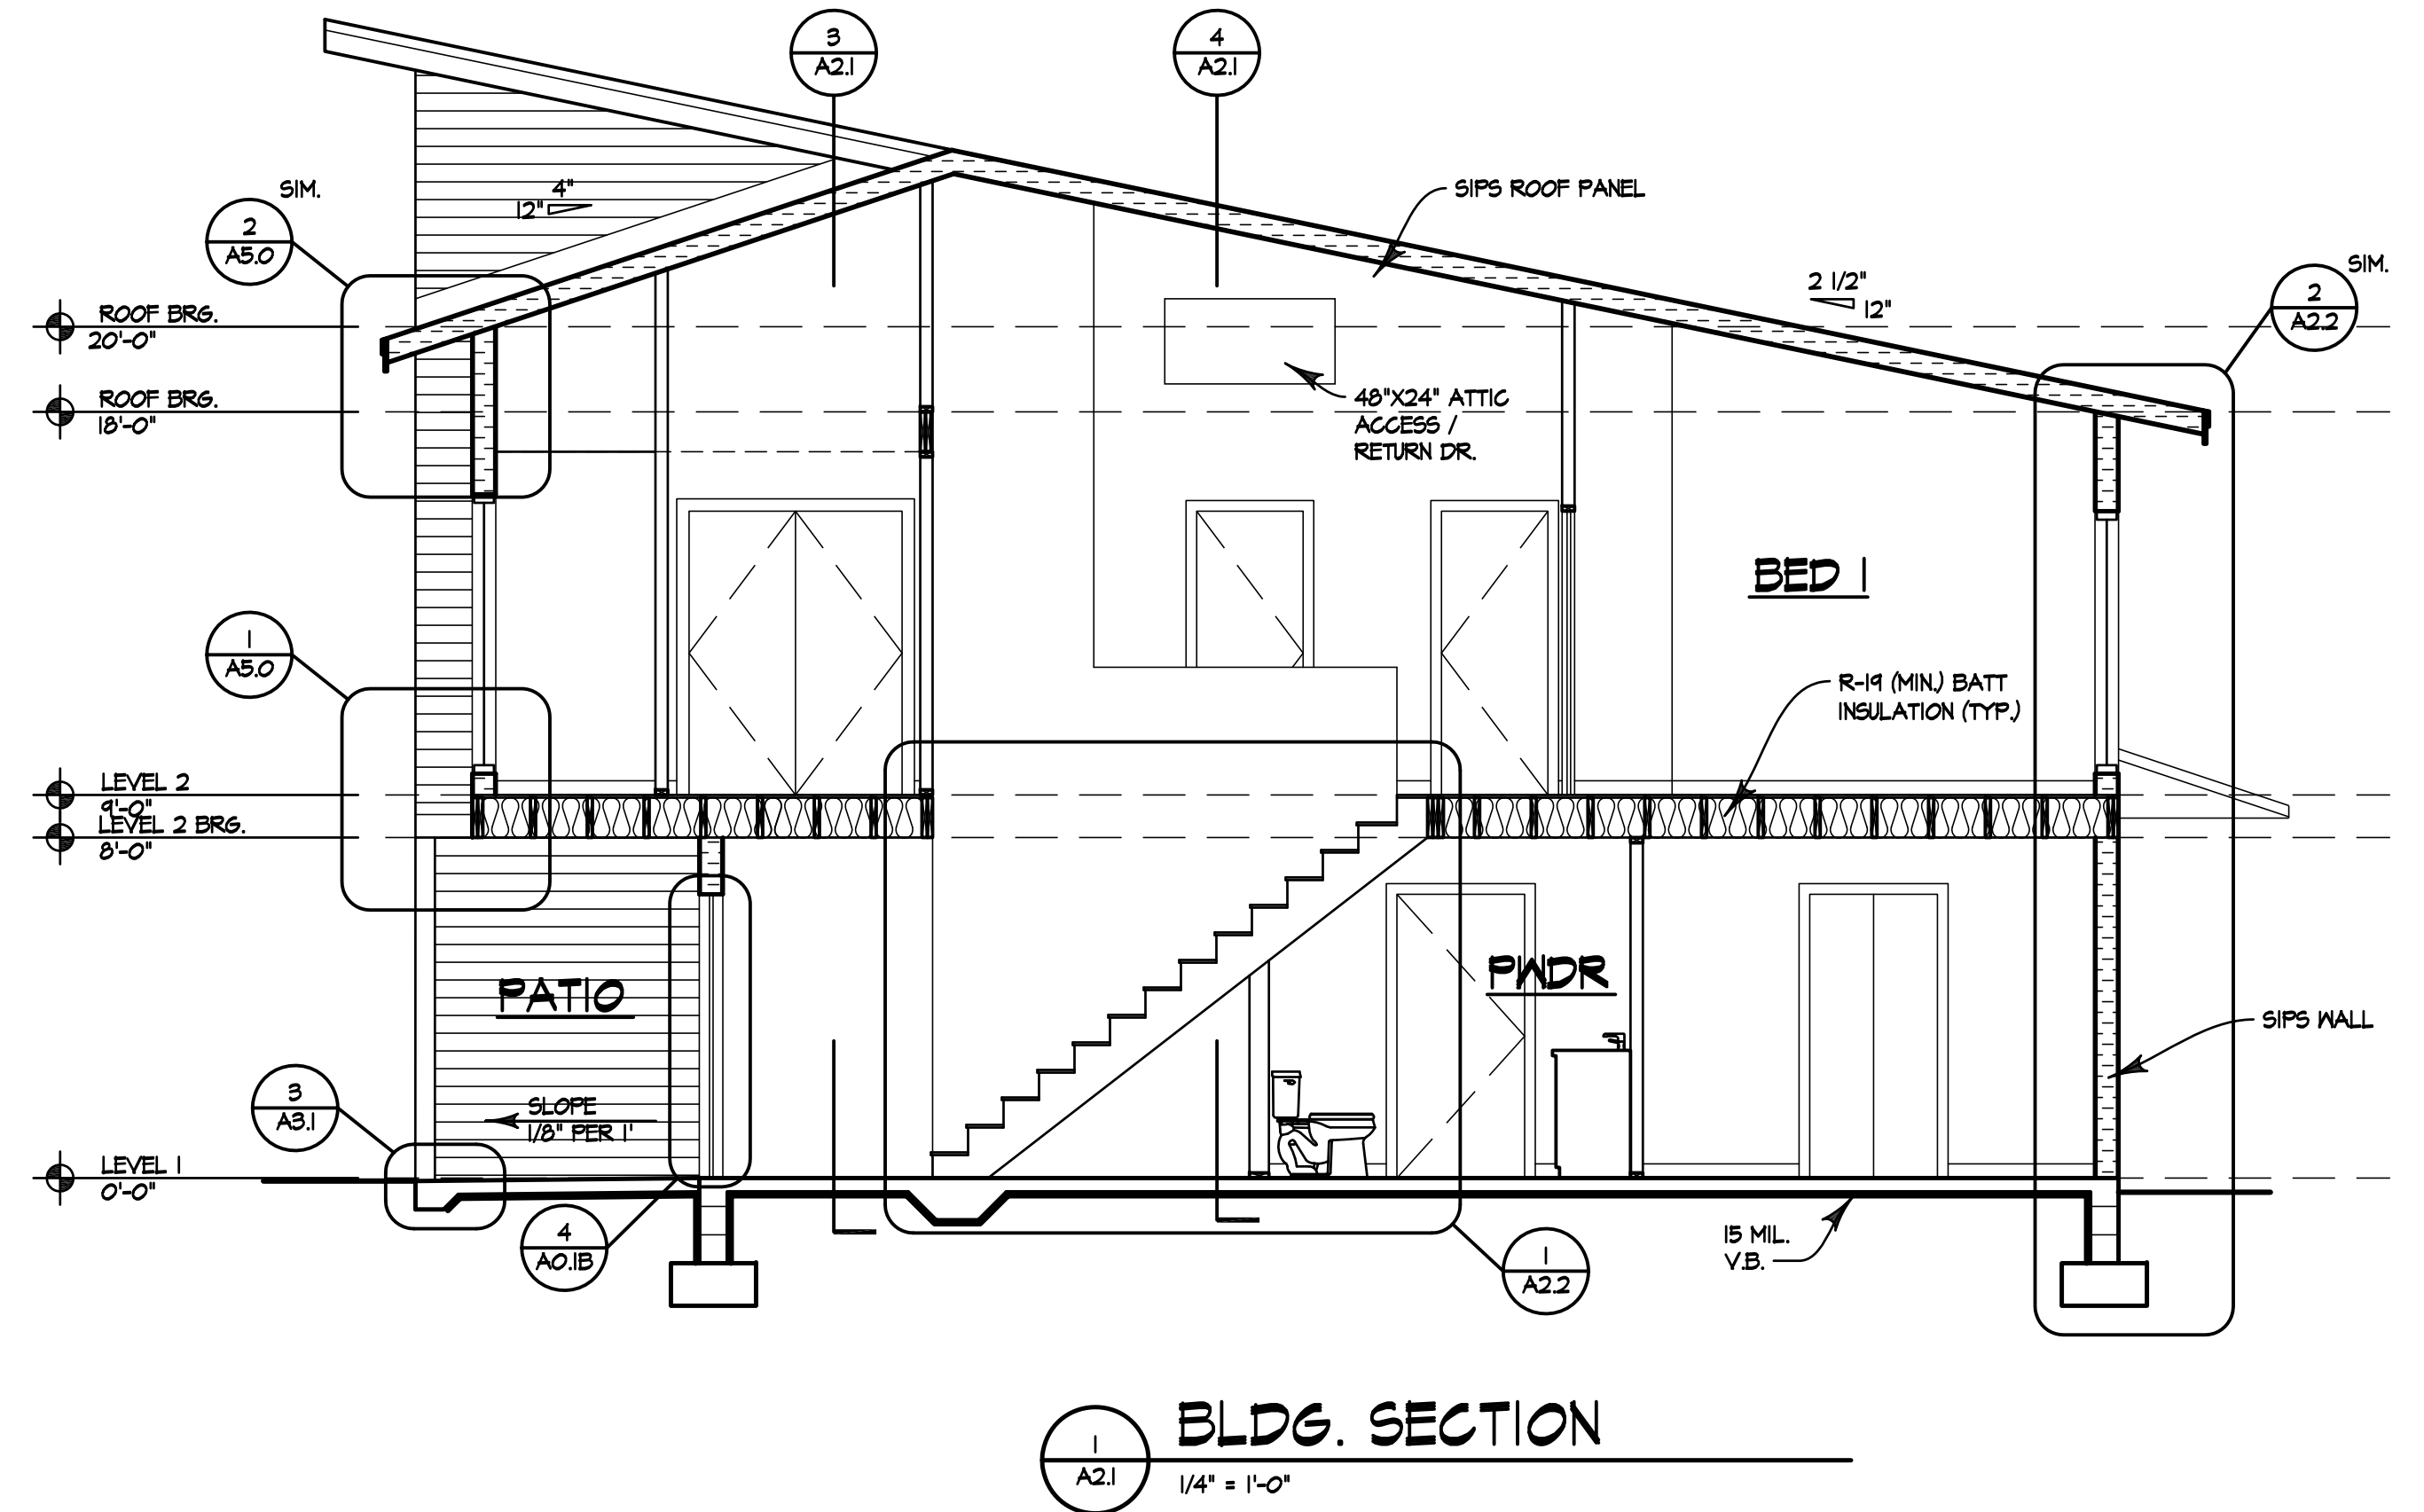 3
A2.1
4
A2.1
SIM.
2
A5.0
4"
12"
SIPS ROOF PANEL
2 1/2"
12"
SIM.
2
A2.2
ROOF BRG.
20'-0"
ROOF BRG.
18'-0"
48"X24" ATTIC
ACCESS /
RETURN DR.
BED 1
1
A5.0
R-19 (MIN.) BATT
INSULATION (TYP.)
LEVEL 2
9'-0"
LEVEL 2 BRG.
8'-0"
PATIO
PWDR
SIPS WALL
3
A3.1
SLOPE
1/8" PER 1'
LEVEL 1
0'-0"
4
A0.1B
15 MIL.
V.B.
1
A2.2
1
A2.1
BLDG. SECTION
1/4" = 1'-0"